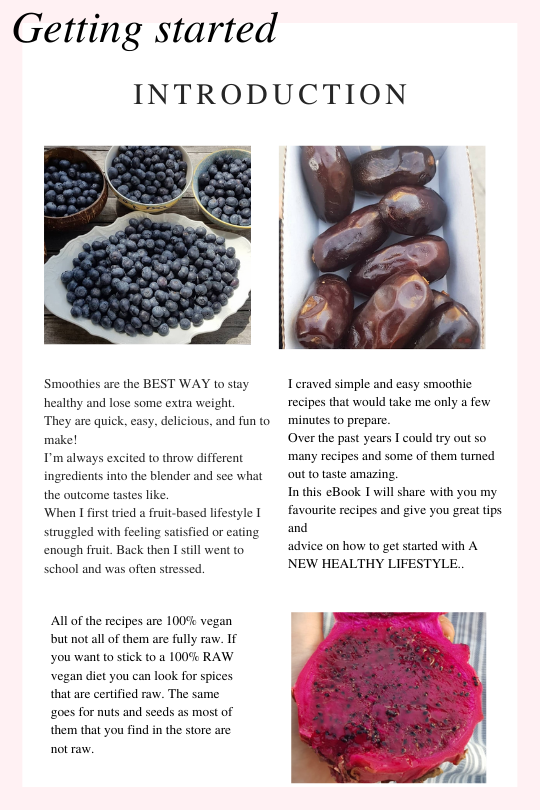 Getting started
INTRODUCTION
Smoothies are the BEST WAY to stay
healthy and lose some extra weight.
They are quick, easy, delicious, and fun to
make!
I'm always excited to throw different
ingredients into the blender and see what
the outcome tastes like.
When I first tried a fruit-based lifestyle I
struggled with feeling satisfied or eating
enough fruit. Back then I still went to
school and was often stressed.
I craved simple and easy smoothie
recipes that would take me only a few
minutes to prepare.
Over the past years I could try out so
many recipes and some of them turned
out to taste amazing.
In this eBook I will share with you my
favourite recipes and give you great tips
and
advice on how to get started with A
NEW HEALTHY LIFESTYLE..
All of the recipes are 100% vegan
but not all of them are fully raw. If
you want to stick to a 100% RAW
vegan diet you can look for spices
that are certified raw. The same
goes for nuts and seeds as most of
them that you find in the store are
not raw.